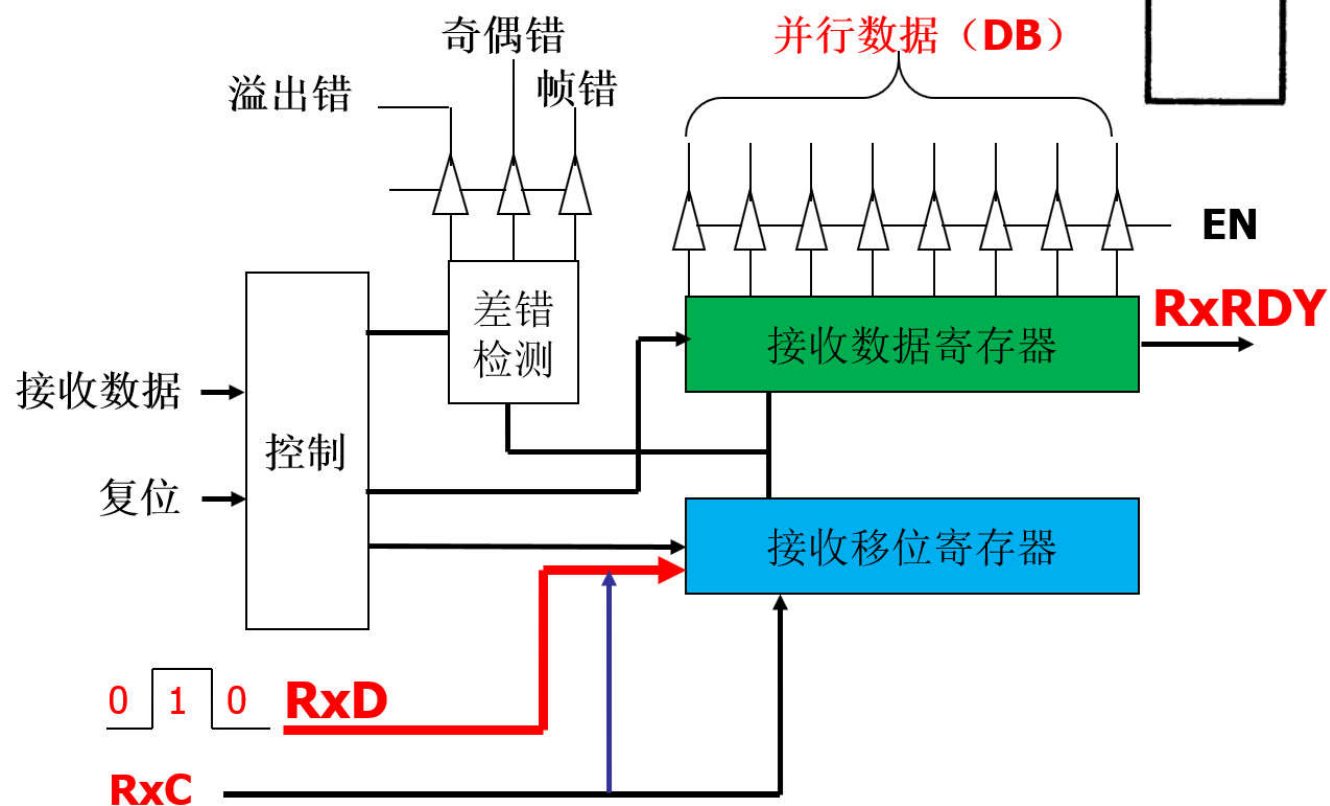 奇偶错
并行数据（DB）
溢出错
帧错
EN
差错
检测
接收数据寄存器
RxRDY
接收数据
控制
复位
接收移位寄存器
0 1 0
RxD
RxC